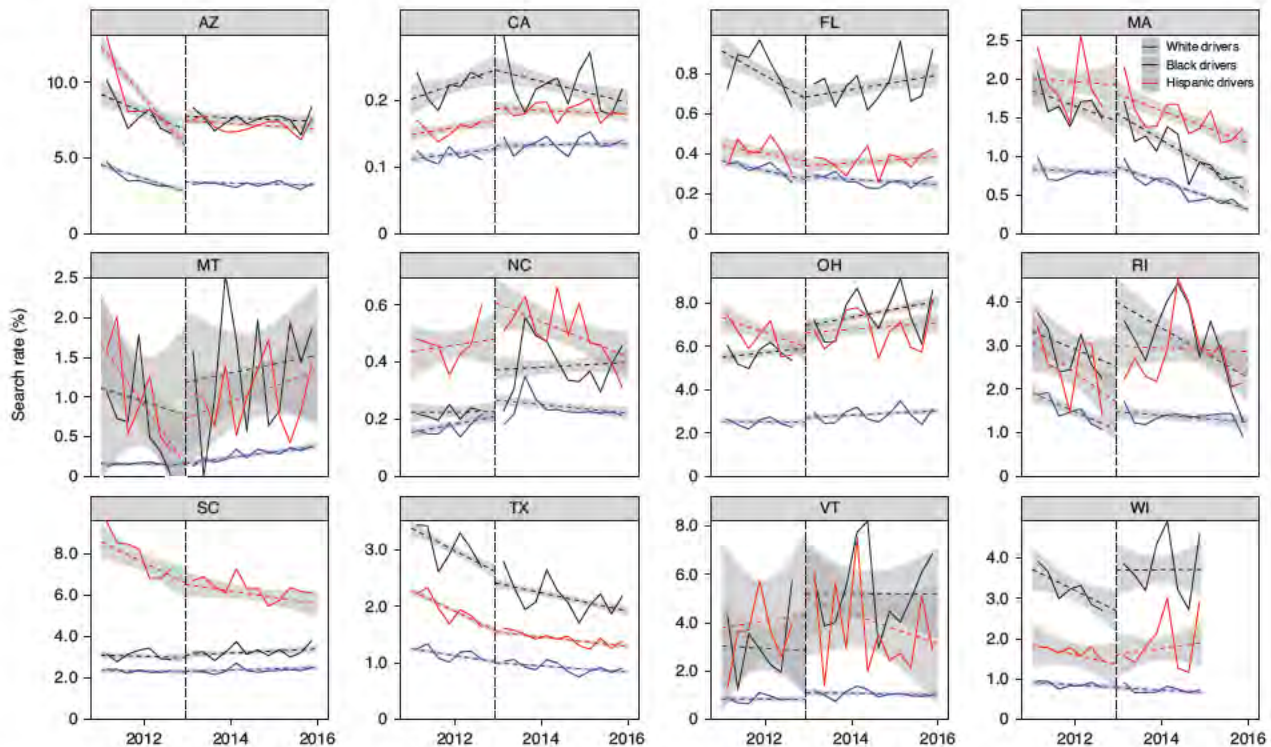 AZ CA FL MA
10.0 5.0 0
0.2 0.1 0
0.8 0.6 0.4 0.2 0
2.5 2.0 1.5 1.0 0.5 0
White drivers
Black drivers
Hispanic drivers
Search rate (%)
MT NC OH RI
2.5 2.0 1.5 1.0 0.5 0
0.6 0.4 0.2 0
8.0 6.0 4.0 2.0 0
4.0 3.0 2.0 1.0 0
SC TX VT WI
8.0 6.0 4.0 2.0 0
3.0 2.0 1.0 0
8.0 6.0 4.0 2.0 0
4.0 3.0 2.0 1.0 0
2012 2014 2016 2012 2014 2016 2012 2014 2016 2012 2014 2016